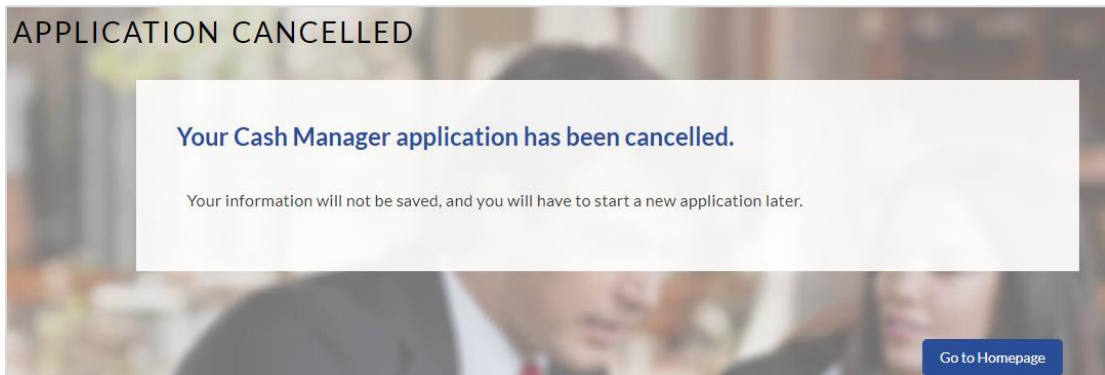 APPLICATION CANCELLED
Your Cash Manager application has been cancelled.
Your information will not be saved, and you will have to start a new application later.
Go to Homepage